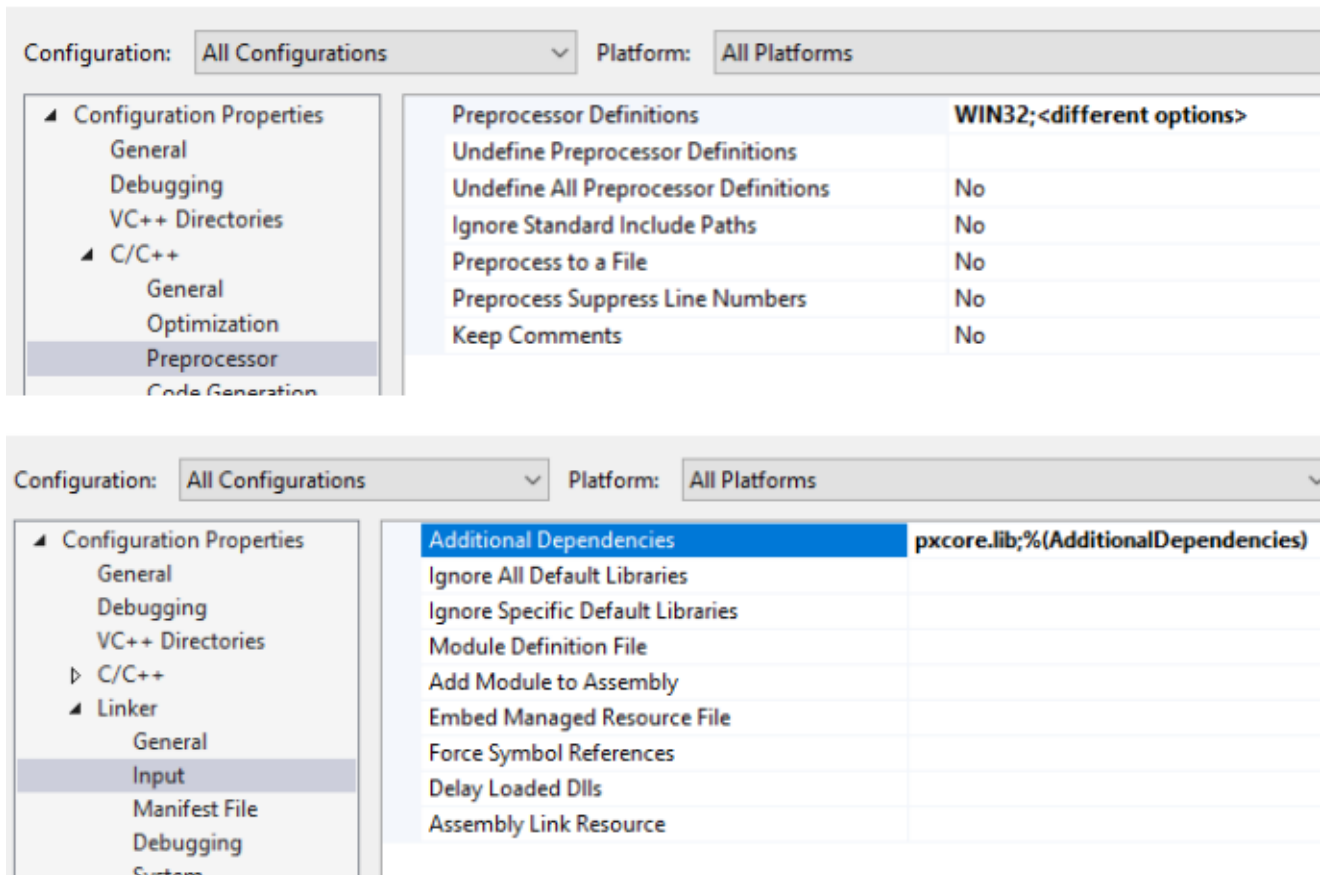 Configuration: All Configurations Platform: All Platforms
Configuration Properties
General
Debugging
VC++ Directories
C/C++
General
Optimization
Preprocessor
Code Generation
Preprocessor Definitions WIN32;<different options>
Undefine Preprocessor Definitions
Undefine All Preprocessor Definitions No
Ignore Standard Include Paths No
Preprocess to a File No
Preprocess Suppress Line Numbers No
Keep Comments No
Configuration: All Configurations Platform: All Platforms
Configuration Properties
General
Debugging
VC++ Directories
C/C++
Linker
General
Input
Manifest File
Debugging
System
Additional Dependencies pxcore.lib;%(AdditionalDependencies)
Ignore All Default Libraries
Ignore Specific Default Libraries
Module Definition File
Add Module to Assembly
Embed Managed Resource File
Force Symbol References
Delay Loaded Dlls
Assembly Link Resource